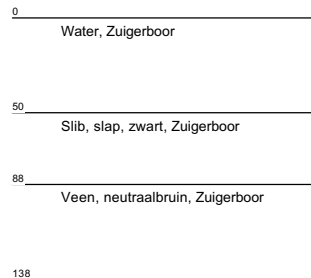 0
Water, Zuigerboor
50
Slib, slap, zwart, Zuigerboor
88
Veen, neutraalbruin, Zuigerboor
138